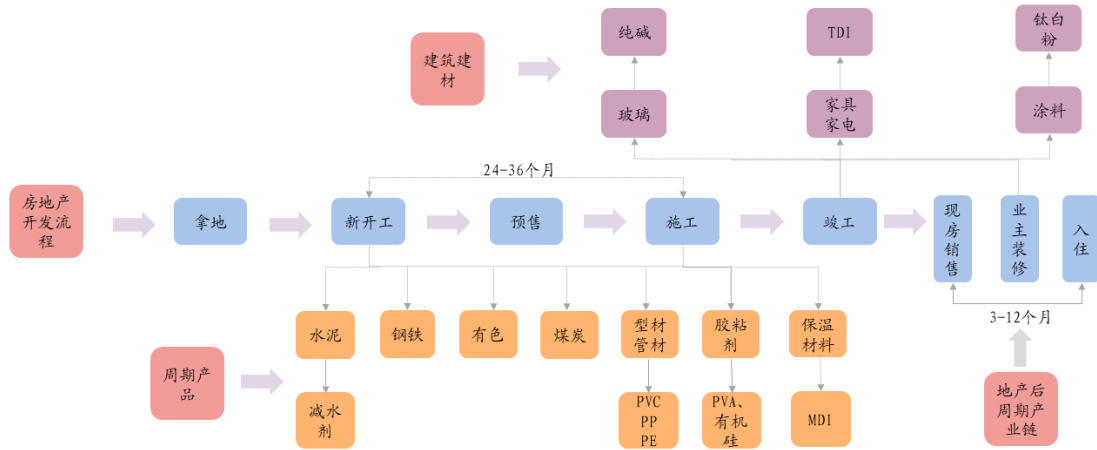 纯碱
TDI
钛白
粉
建筑建
材
玻璃
家具
家电
涂料
24-36个月
房地产
开发流
程
拿地
新开工
预售
施工
竣工
现
房
销
售
业
主
装
修
入
住
3-12个月
水泥
钢铁
有色
煤炭
型材
管材
胶粘
剂
保温
材料
周期产
品
减水
剂
PVC
PP
PE
PVA、
有机
硅
MDI
地产后
周期产
业链